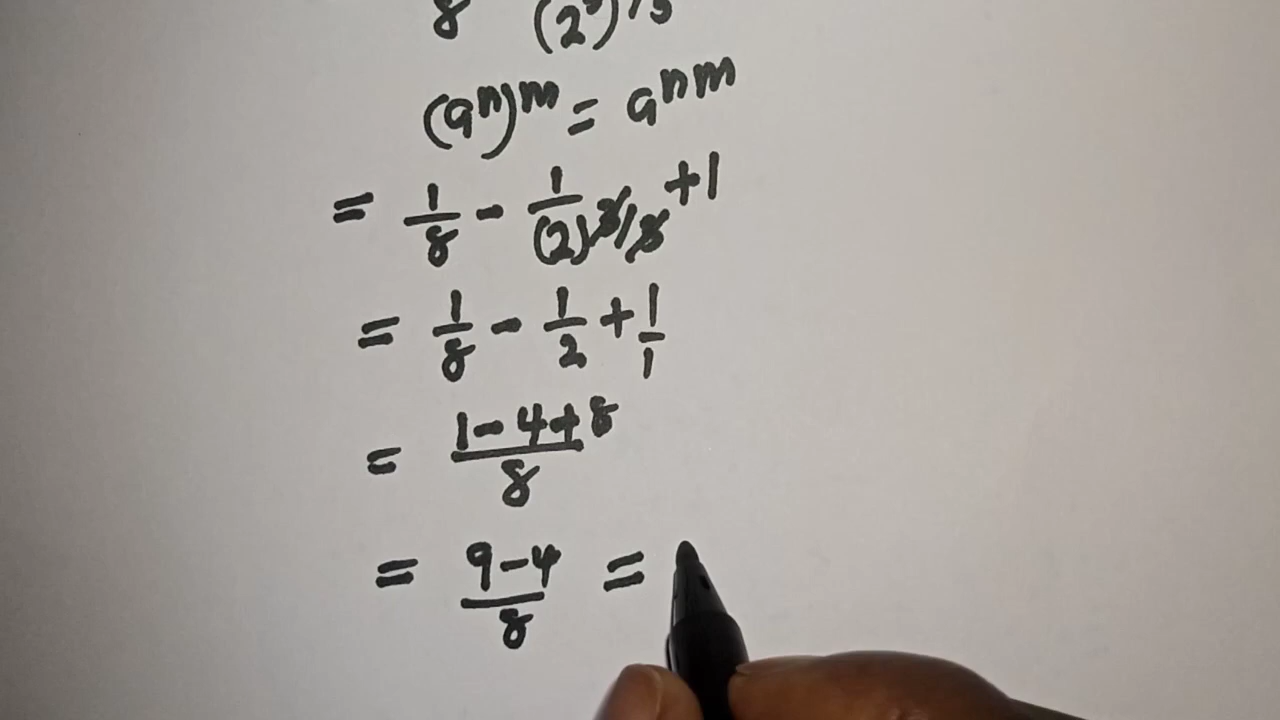 8 (2³)^1/3
(aⁿ)^m = a^nm
= 1/8 - 1/(2)^3/3 + 1
= 1/8 - 1/2 + 1/1
= (1 - 4 + 8)/8
= (9 - 4)/8 =